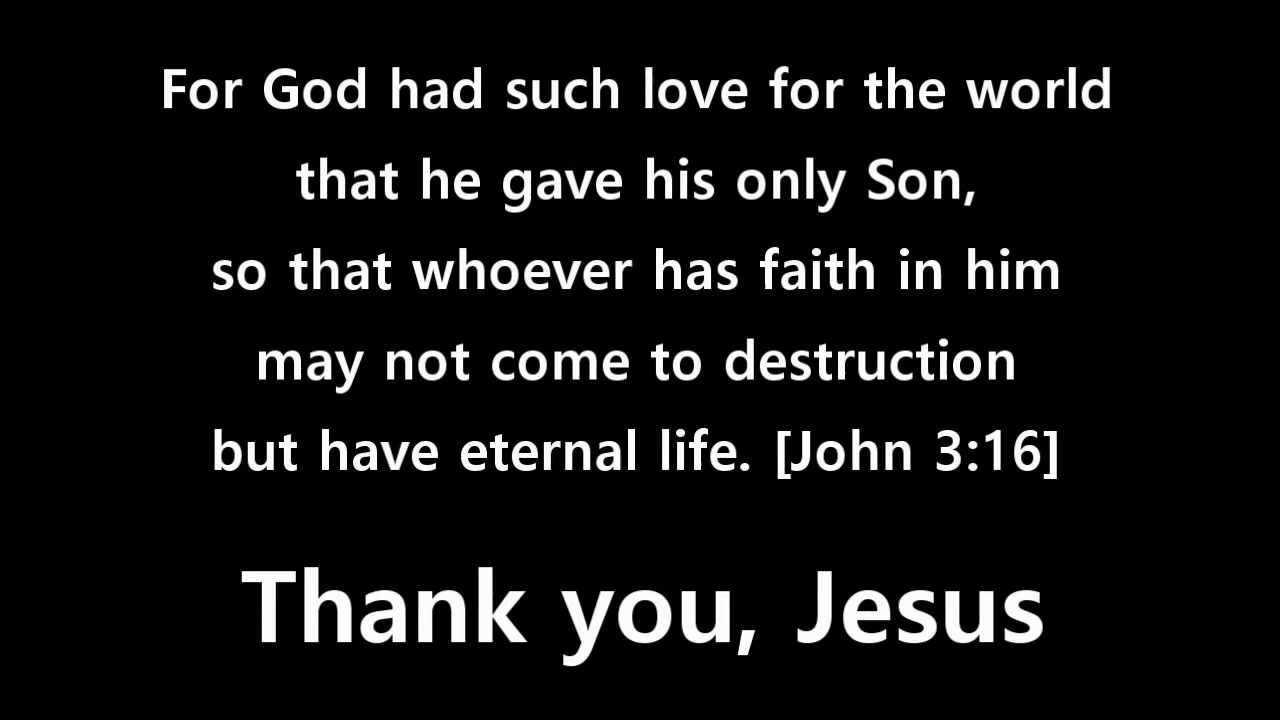 For God had such love for the world
that he gave his only Son,
so that whoever has faith in him
may not come to destruction
but have eternal life. [John 3:16]
Thank you, Jesus